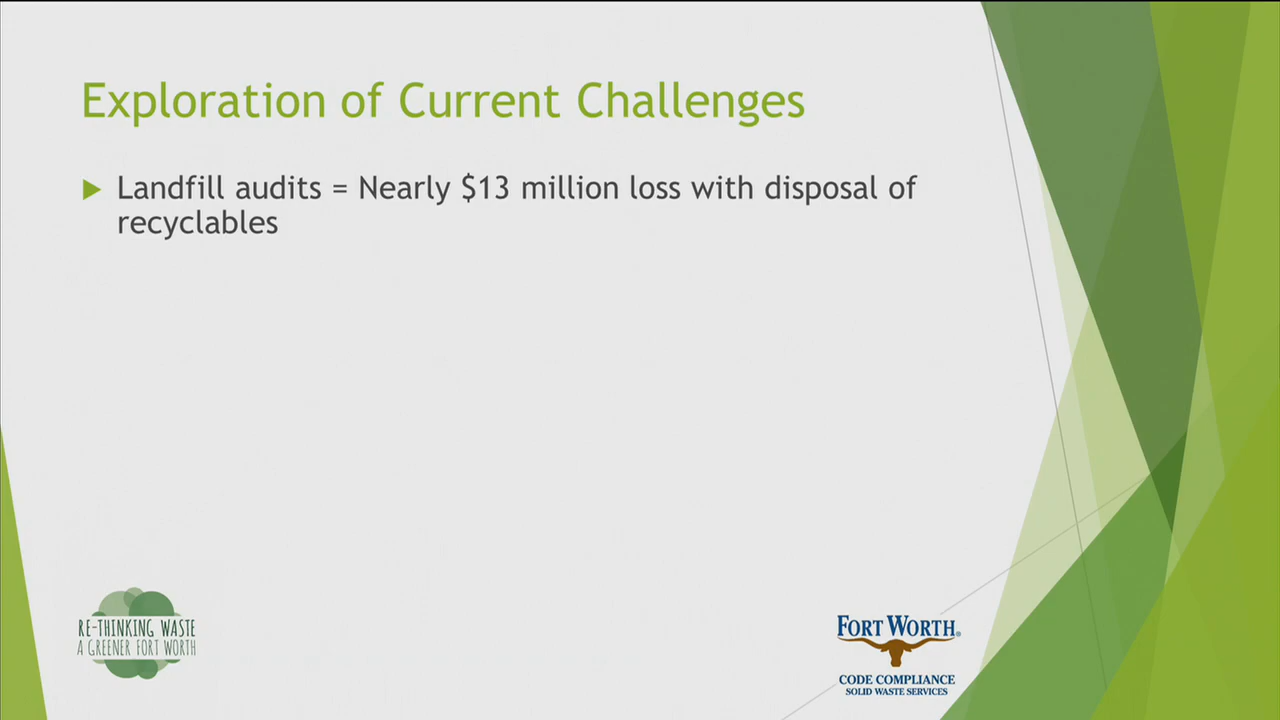 Exploration of Current Challenges
Landfill audits = Nearly $13 million loss with disposal of
recyclables
RE-THINKING WASTE
A GREENER FORT WORTH
FORT WORTH®
CODE COMPLIANCE
SOLID WASTE SERVICES